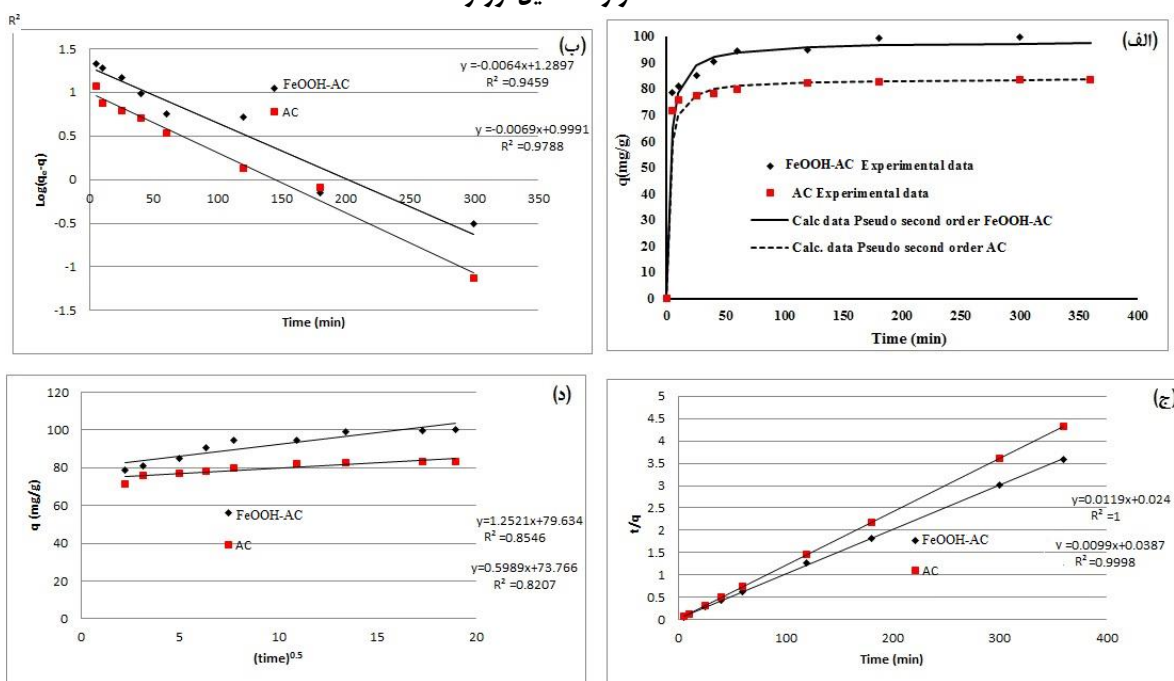 R²
(ب)
1.5
1
0.5
0
-0.5
-1
-1.5
0
50
100
150
200
250
300
350
Log(qₑ-q)
Time (min)
y =-0.0064x+1.2897
R² =0.9459
FeOOH-AC
AC
y =-0.0069x+0.9991
R² =0.9788
(الف)
100
90
80
70
60
50
40
30
20
10
0
0
50
100
150
200
250
300
350
400
q(mg/g)
Time (min)
FeOOH-AC Experimental data
AC Experimental data
Calc data Pseudo second order FeOOH-AC
Calc. data Pseudo second order AC
(د)
120
100
80
60
40
20
0
0
5
10
15
20
q (mg/g)
(time)⁰·⁵
FeOOH-AC
AC
y=1.2521x+79.634
R² =0.8546
y=0.5989x+73.766
R² =0.8207
(ج)
5
4.5
4
3.5
3
2.5
2
1.5
1
0.5
0
0
100
200
300
400
t/q
Time (min)
y=0.0119x+0.024
R² =1
FeOOH-AC
y=0.0099x+0.0387
R² =0.9998
AC